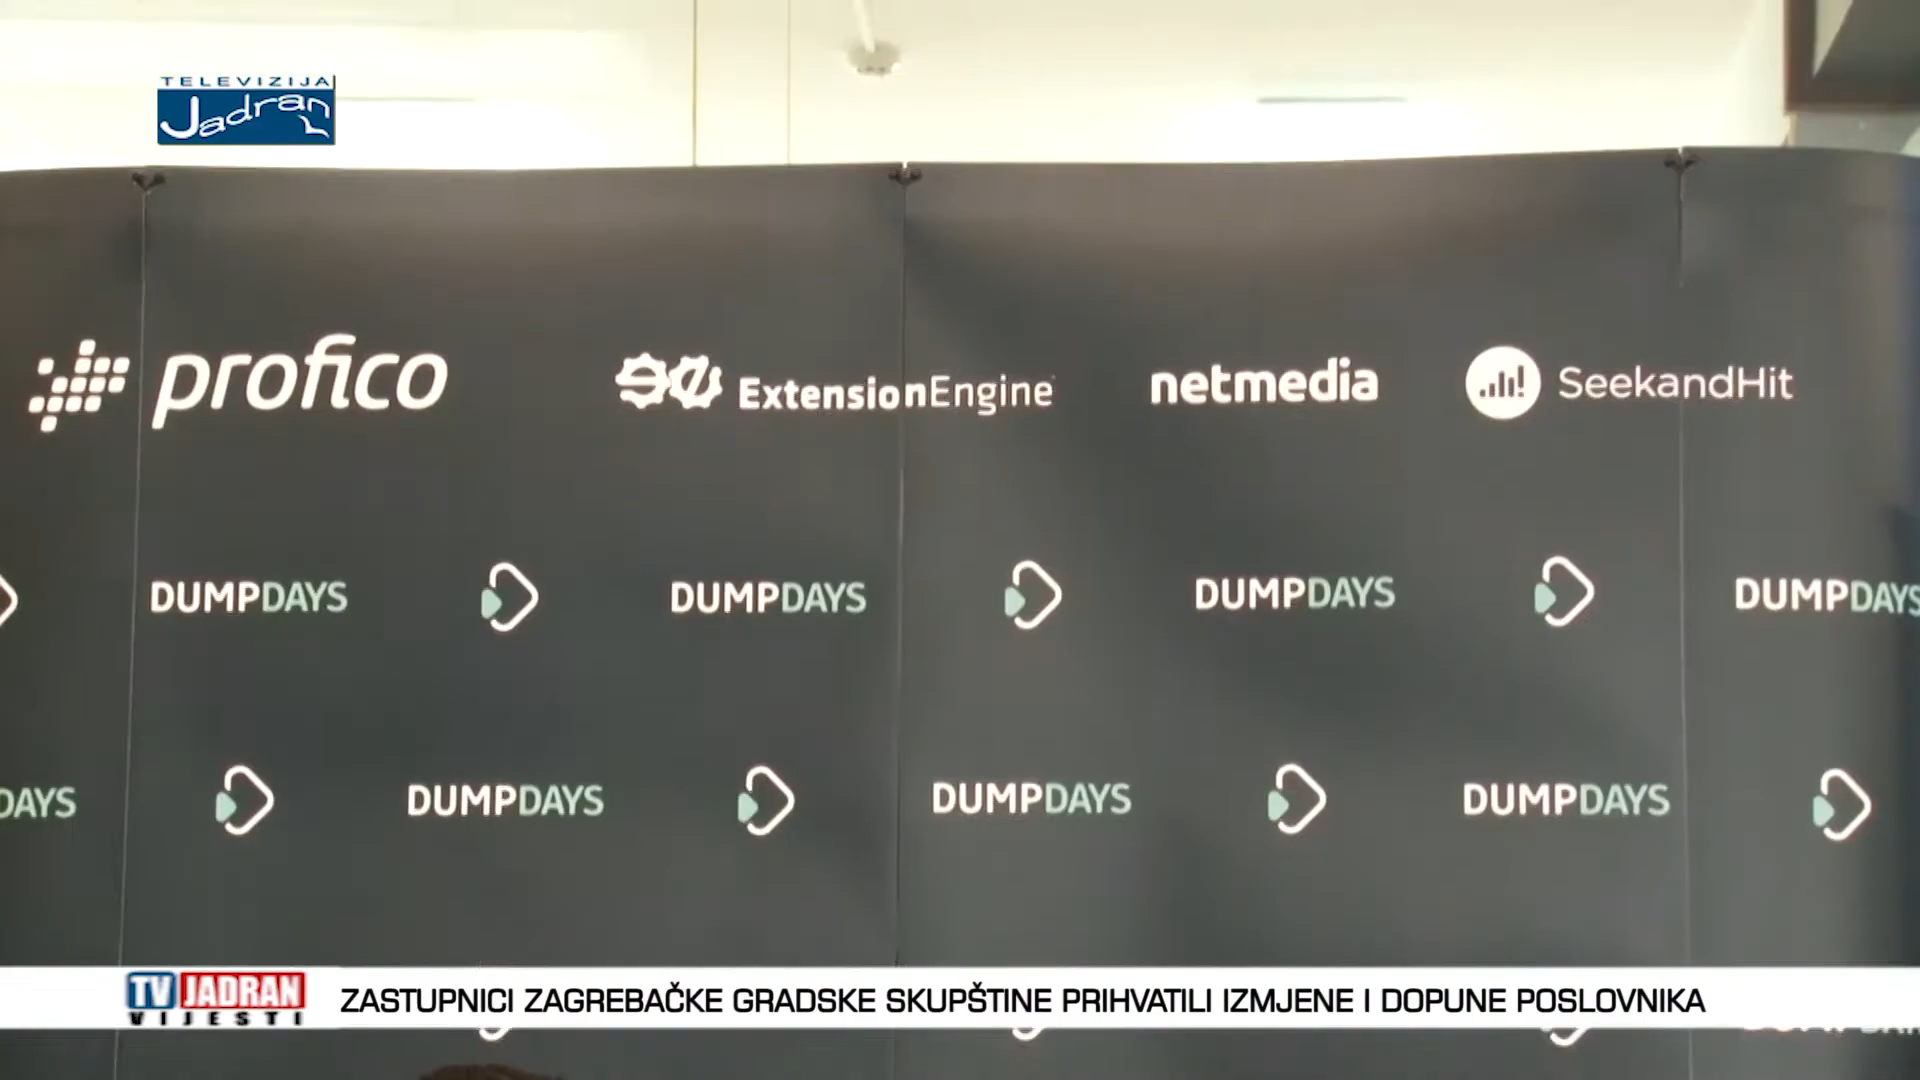 TELEVIZIJA
Jadran
profico
ExtensionEngine
netmedia
SeekandHit
DUMPDAYS
DUMPDAYS
DUMPDAYS
DUMPDAYS
DAYS
DUMPDAYS
DUMPDAYS
DUMPDAYS
TV JADRAN
VIJESTI
ZASTUPNICI ZAGREBAČKE GRADSKE SKUPŠTINE PRIHVATILI IZMJENE I DOPUNE POSLOVNIKA